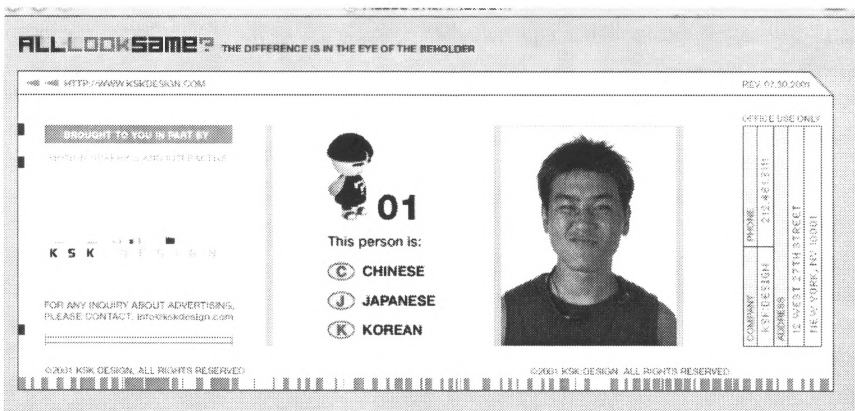 ALLLOOKSAME? THE DIFFERENCE IS IN THE EYE OF THE BEHOLDER
HTTP://WWW.KSKDESIGN.COM
REV. 07.30.2001
BROUGHT TO YOU IN PART BY
KSK DESIGN
FOR ANY INQUIRY ABOUT ADVERTISING,
PLEASE CONTACT: info@kskdesign.com
©2001 KSK DESIGN, ALL RIGHTS RESERVED
01
This person is:
C CHINESE
J JAPANESE
K KOREAN
©2001 KSK DESIGN ALL RIGHTS RESERVED
OFFICE USE ONLY
COMPANY
KSK DESIGN
PHONE
ADDRESS
12 WEST 27TH STREET
NEW YORK, NY 10001